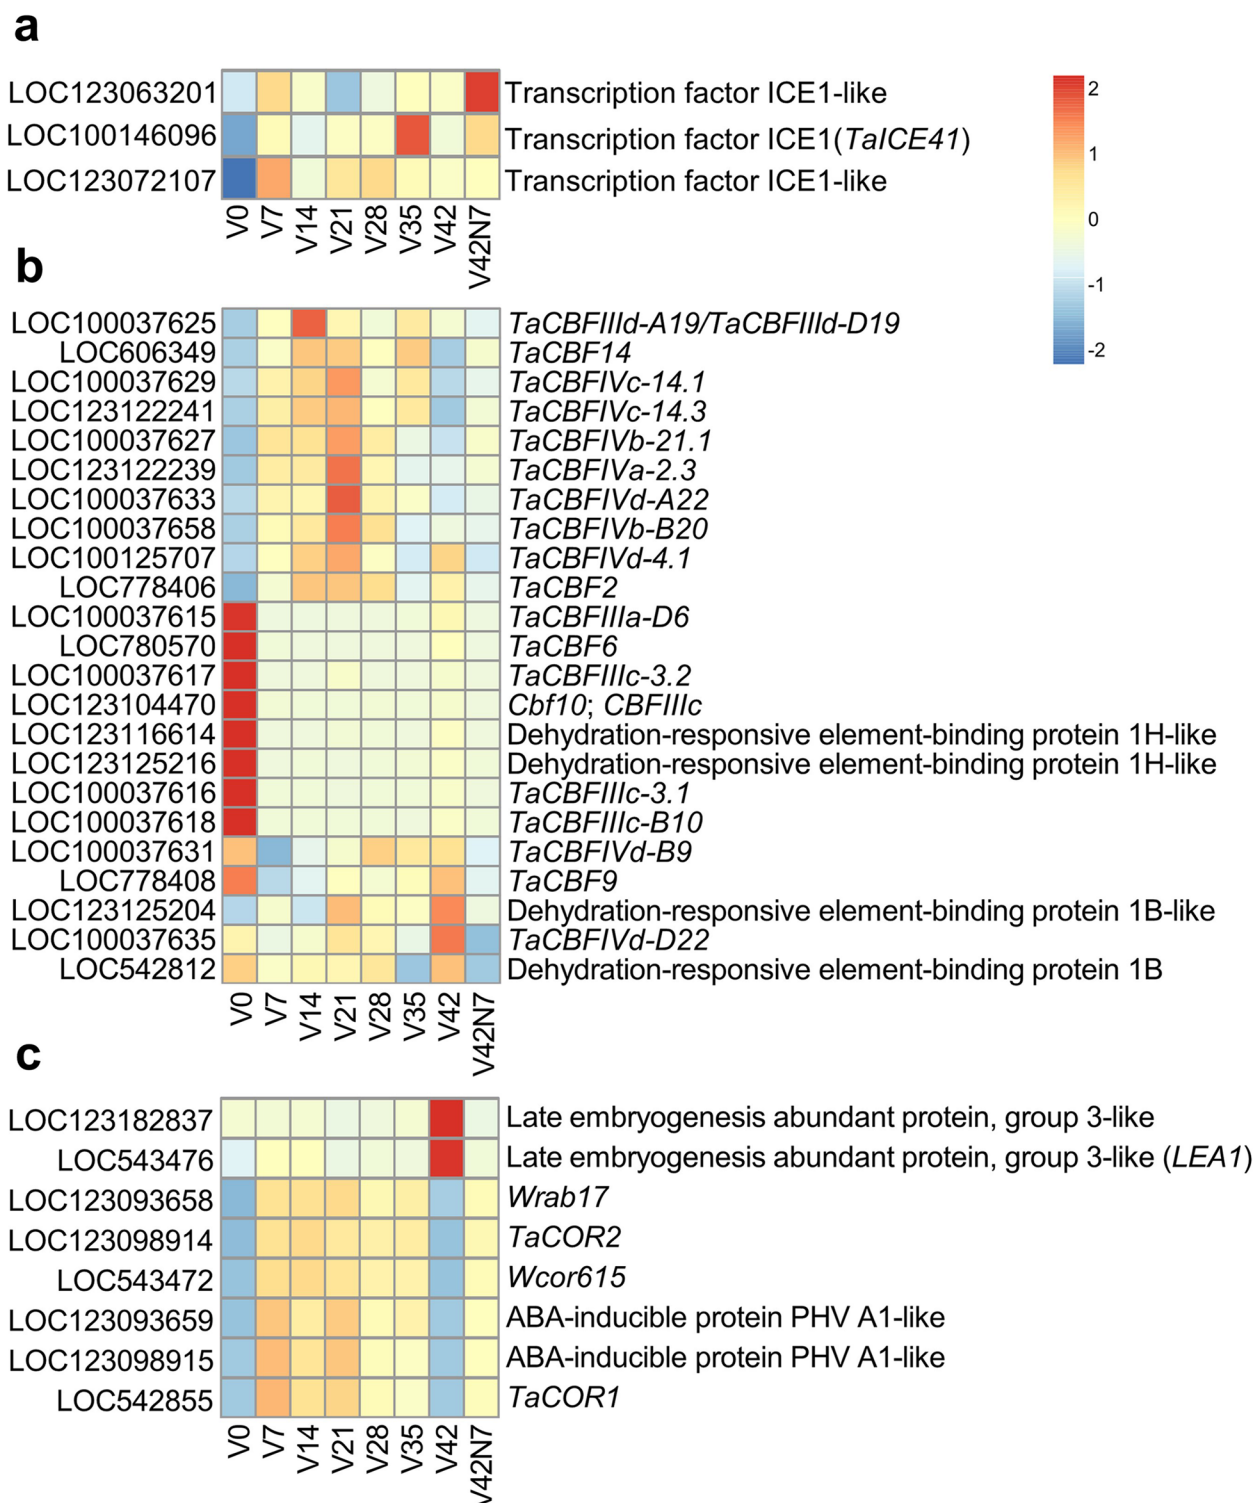 a
LOC123063201 Transcription factor ICE1-like
LOC100146096 Transcription factor ICE1(TaICE41)
LOC123072107 Transcription factor ICE1-like
V0 V7 V14 V21 V28 V35 V42 V42N7
2
1
0
-1
-2
b
LOC100037625 TaCBFIIId-A19/TaCBFIIId-D19
LOC606349 TaCBF14
LOC100037629 TaCBFIVc-14.1
LOC123122241 TaCBFIVc-14.3
LOC100037627 TaCBFIVb-21.1
LOC123122239 TaCBFIVa-2.3
LOC100037633 TaCBFIVd-A22
LOC100037658 TaCBFIVb-B20
LOC100125707 TaCBFIVd-4.1
LOC778406 TaCBF2
LOC100037615 TaCBFIIIa-D6
LOC780570 TaCBF6
LOC100037617 TaCBFIIIc-3.2
LOC123104470 Cbf10; CBFIIIc
LOC123116614 Dehydration-responsive element-binding protein 1H-like
LOC123125216 Dehydration-responsive element-binding protein 1H-like
LOC100037616 TaCBFIIIc-3.1
LOC100037618 TaCBFIIIc-B10
LOC100037631 TaCBFIVd-B9
LOC778408 TaCBF9
LOC123125204 Dehydration-responsive element-binding protein 1B-like
LOC100037635 TaCBFIVd-D22
LOC542812 Dehydration-responsive element-binding protein 1B
V0 V7 V14 V21 V28 V35 V42 V42N7
c
LOC123182837 Late embryogenesis abundant protein, group 3-like
LOC543476 Late embryogenesis abundant protein, group 3-like (LEA1)
LOC123093658 Wrab17
LOC123098914 TaCOR2
LOC543472 Wcor615
LOC123093659 ABA-inducible protein PHV A1-like
LOC123098915 ABA-inducible protein PHV A1-like
LOC542855 TaCOR1
V0 V7 V14 V21 V28 V35 V42 V42N7